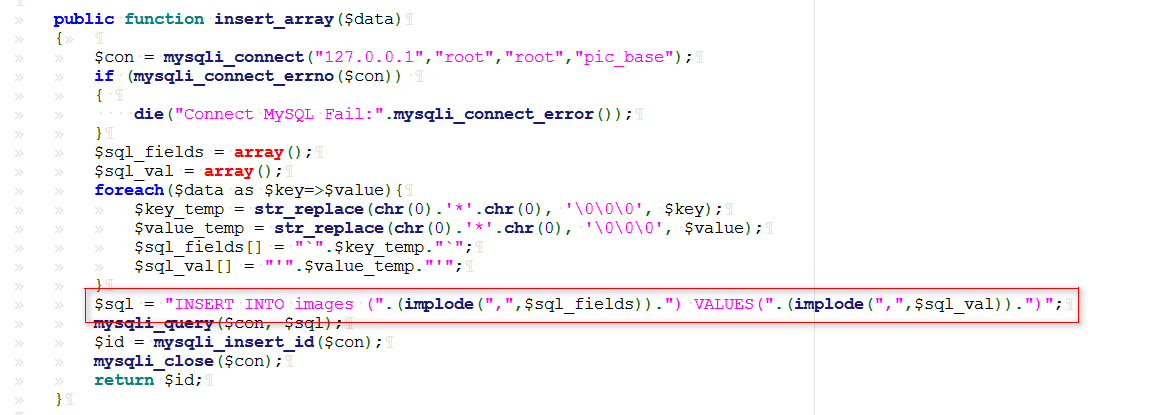 public function insert_array($data)
{
$con = mysqli_connect("127.0.0.1","root","root","pic_base");
if (mysqli_connect_errno($con))
{
die("Connect MySQL Fail:".mysqli_connect_error());
}
$sql_fields = array();
$sql_val = array();
foreach($data as $key=>$value){
$key_temp = str_replace(chr(0).'*'.chr(0), '\0\0\0', $key);
$value_temp = str_replace(chr(0).'*'.chr(0), '\0\0\0', $value);
$sql_fields[] = "`".$key_temp."`";
$sql_val[] = "'".$value_temp."'";
}
$sql = "INSERT INTO images (".(implode(",",$sql_fields)).") VALUES(".(implode(",",$sql_val)).")";
mysqli_query($con, $sql);
$id = mysqli_insert_id($con);
mysqli_close($con);
return $id;
}